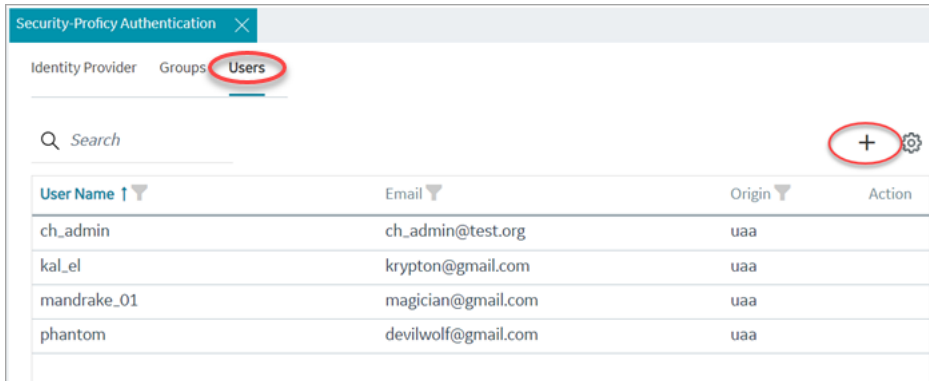 Security-Proficy Authentication
Identity Provider Groups Users
Search
User Name Email Origin Action
ch_admin ch_admin@test.org uaa
kal_el krypton@gmail.com uaa
mandrake_01 magician@gmail.com uaa
phantom devilwolf@gmail.com uaa